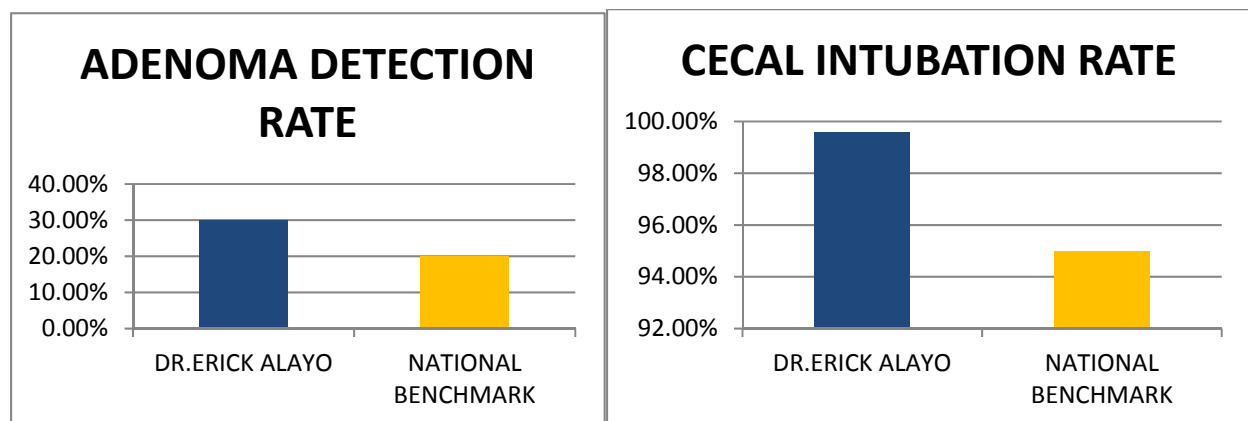 ADENOMA DETECTION
RATE
40.00%
30.00%
20.00%
10.00%
0.00%
DR.ERICK ALAYO
NATIONAL
BENCHMARK
CECAL INTUBATION RATE
100.00%
98.00%
96.00%
94.00%
92.00%
DR.ERICK ALAYO
NATIONAL
BENCHMARK